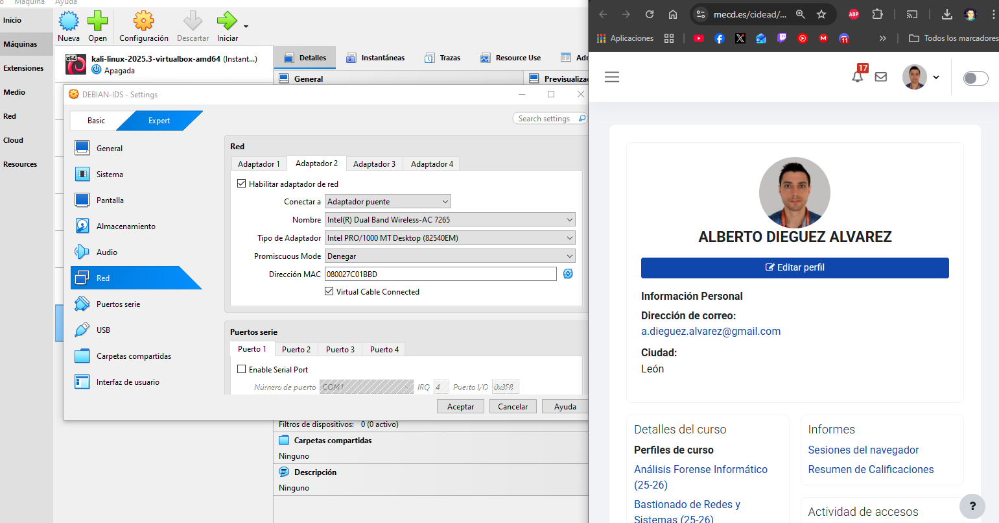 Máquina Ayuda
Inicio
Máquinas
Extensiones
Medio
Red
Cloud
Resources
Nueva Open Configuración Descartar Iniciar
x64
kali-linux-2025.3-virtualbox-amd64 (Instant...)
Apagada
Detalles Instantáneas Trazas Resource Use
General
DEBIAN-IDS - Settings
Basic Expert
Search settings
General
Sistema
Pantalla
Almacenamiento
Audio
Red
Puertos serie
USB
Carpetas compartidas
Interfaz de usuario
Red
Adaptador 1 Adaptador 2 Adaptador 3 Adaptador 4
Habilitar adaptador de red
Conectar a Adaptador puente
Nombre Intel(R) Dual Band Wireless-AC 7265
Tipo de Adaptador Intel PRO/1000 MT Desktop (82540EM)
Promiscuous Mode Denegar
Dirección MAC 080027C01BBD
Virtual Cable Connected
Puertos serie
Puerto 1 Puerto 2 Puerto 3 Puerto 4
Enable Serial Port
Número de puerto COM1 IRQ 4 Puerto I/O 0x3F8
Aceptar Cancelar Ayuda
Filtros de dispositivos: 0 (0 activo)
Carpetas compartidas
Ninguno
Descripción
Ninguno
mecd.es/cidead/...
ABP
Aplicaciones
11
Todos los marcadores
17
ALBERTO DIEGUEZ ALVAREZ
Editar perfil
Información Personal
Dirección de correo:
a.dieguez.alvarez@gmail.com
Ciudad:
León
Detalles del curso
Perfiles de curso
Análisis Forense Informático
(25-26)
Bastionado de Redes y
Sistemas (25-26)
Informes
Sesiones del navegador
Resumen de Calificaciones
Actividad de accesos
?